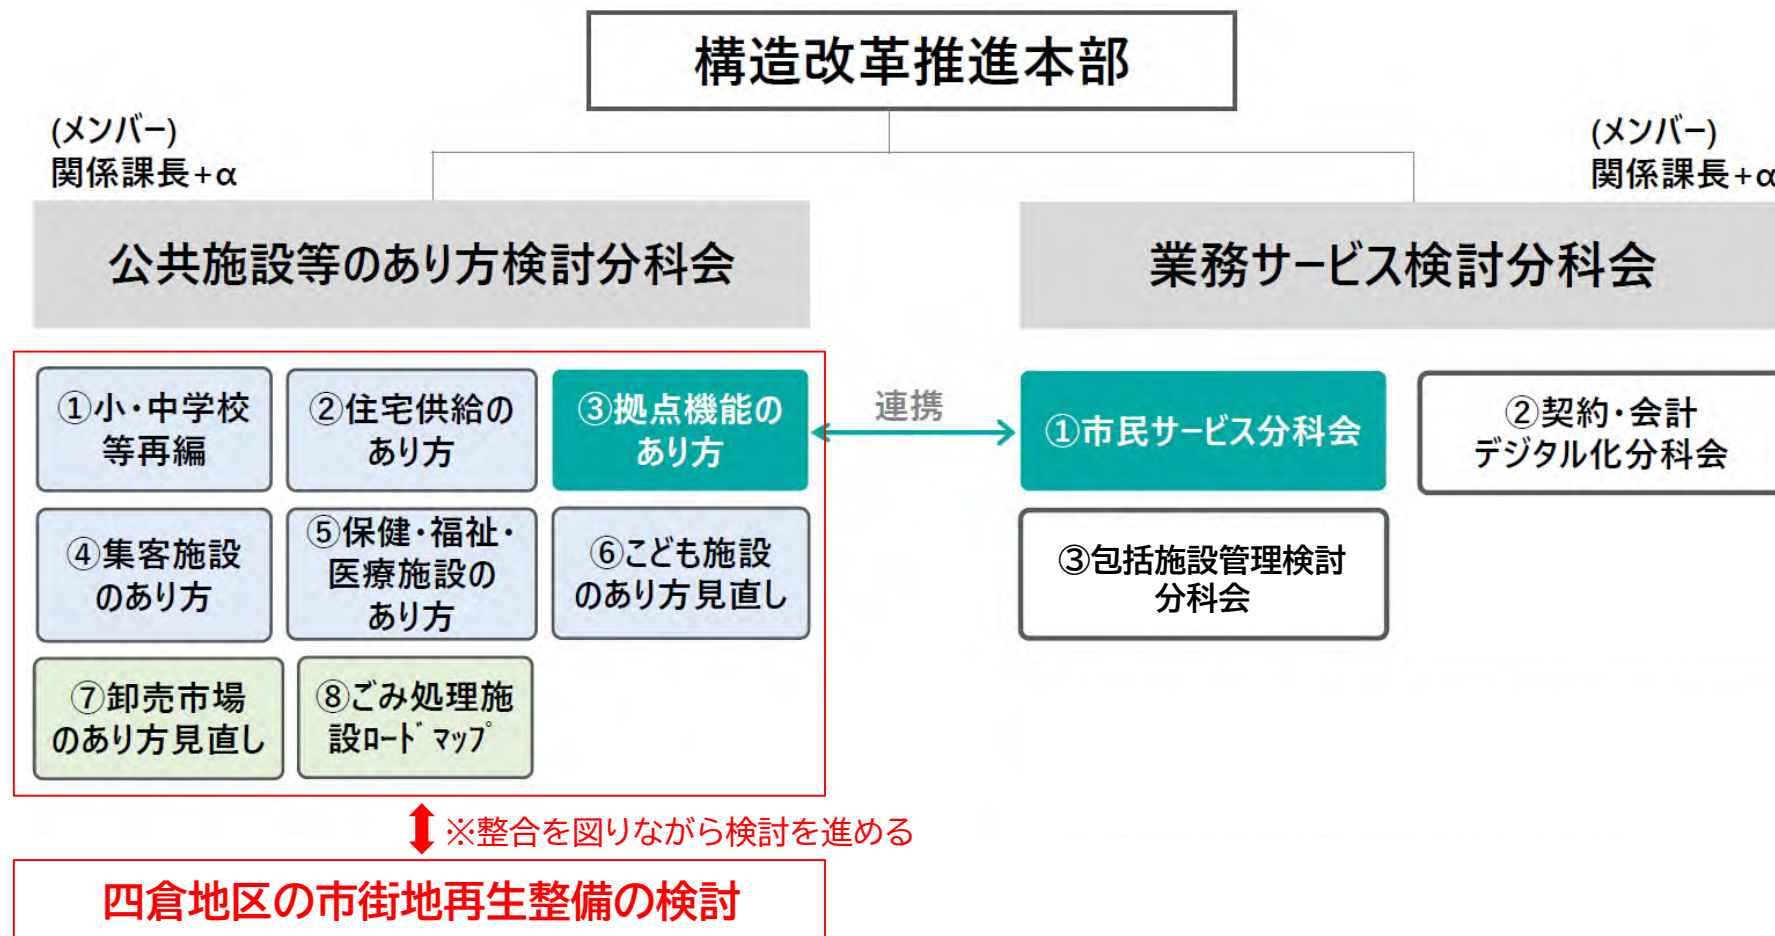 構造改革推進本部
(メンバー)
関係課長+α
(メンバー)
関係課長+α
公共施設等のあり方検討分科会
業務サービス検討分科会
①小・中学校
等再編
②住宅供給の
あり方
③拠点機能の
あり方
連携
①市民サービス分科会
②契約・会計
デジタル化分科会
④集客施設
のあり方
⑤保健・福祉・
医療施設の
あり方
⑥こども施設
のあり方見直し
③包括施設管理検討
分科会
⑦卸売市場
のあり方見直し
⑧ごみ処理施
設ﾛｰﾄﾞﾏｯﾌﾟ
※整合を図りながら検討を進める
四倉地区の市街地再生整備の検討